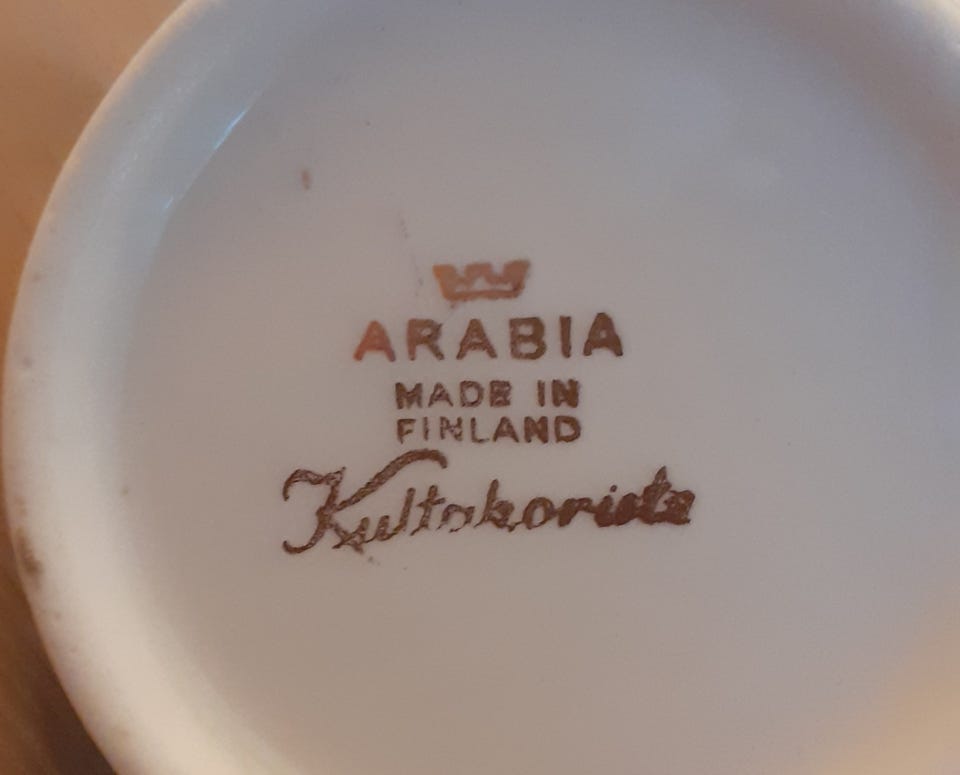 ARABIA
MADE IN
FINLAND
Kultakoriste